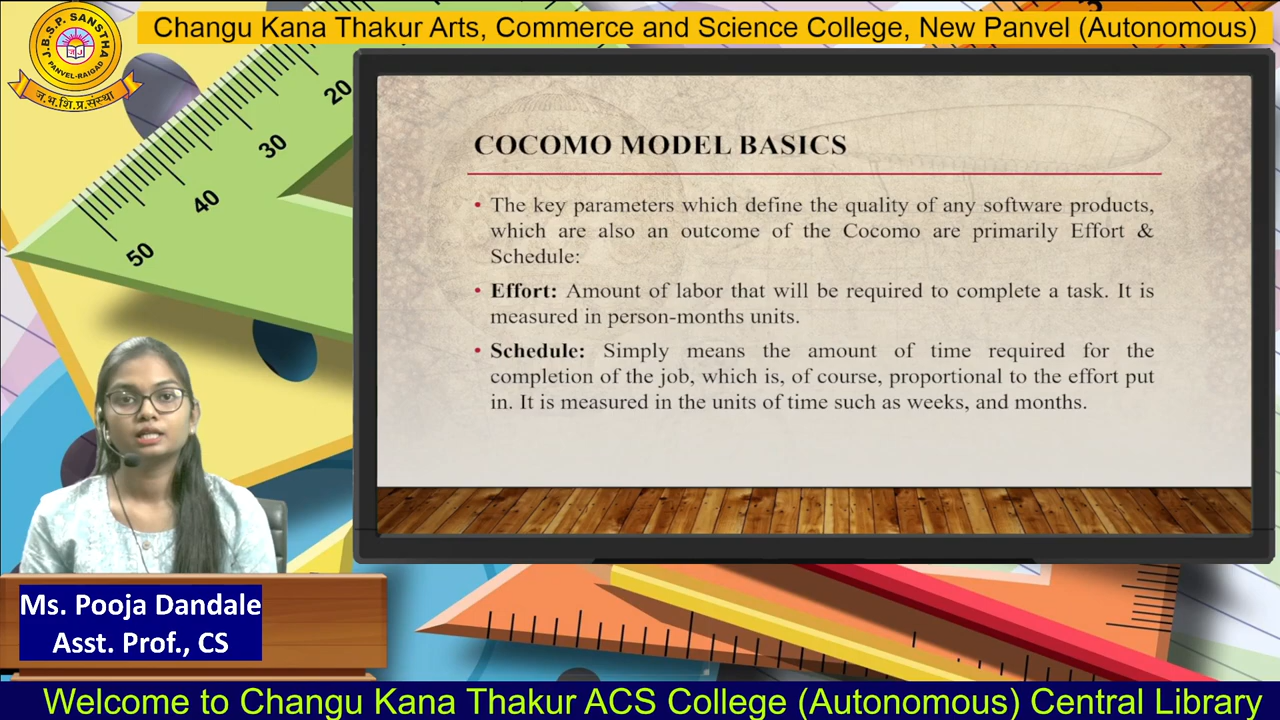 Changu Kana Thakur Arts, Commerce and Science College, New Panvel (Autonomous)
J.B.S.P. SANSTHA
PANVEL-RAIGAD
ज.भ.शि.प्र.संस्था
20
30
40
50
COCOMO MODEL BASICS
• The key parameters which define the quality of any software products,
which are also an outcome of the Cocomo are primarily Effort &
Schedule:
• Effort: Amount of labor that will be required to complete a task. It is
measured in person-months units.
• Schedule: Simply means the amount of time required for the
completion of the job, which is, of course, proportional to the effort put
in. It is measured in the units of time such as weeks, and months.
Ms. Pooja Dandale
Asst. Prof., CS
Welcome to Changu Kana Thakur ACS College (Autonomous) Central Library